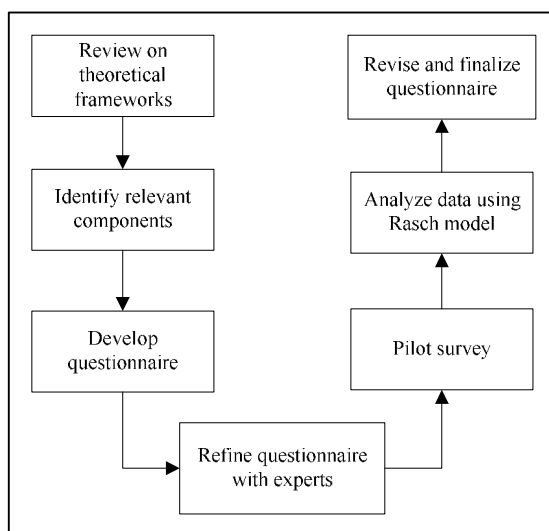 Review on
theoretical
frameworks
Identify relevant
components
Develop
questionnaire
Refine questionnaire
with experts
Pilot survey
Analyze data using
Rasch model
Revise and finalize
questionnaire